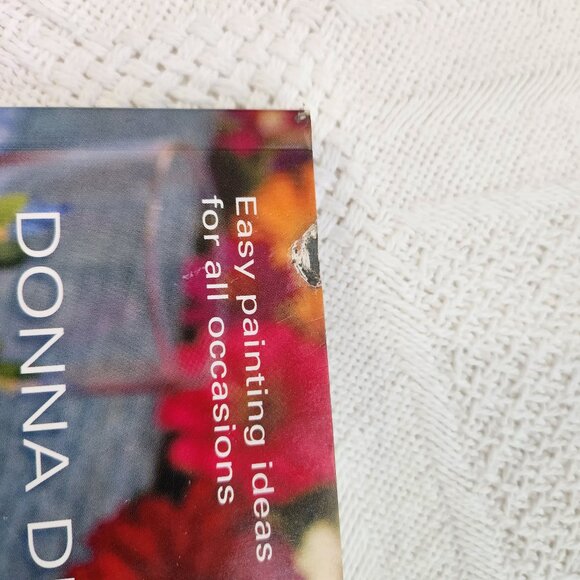 Easy painting ideas
for all occasions
DONNA